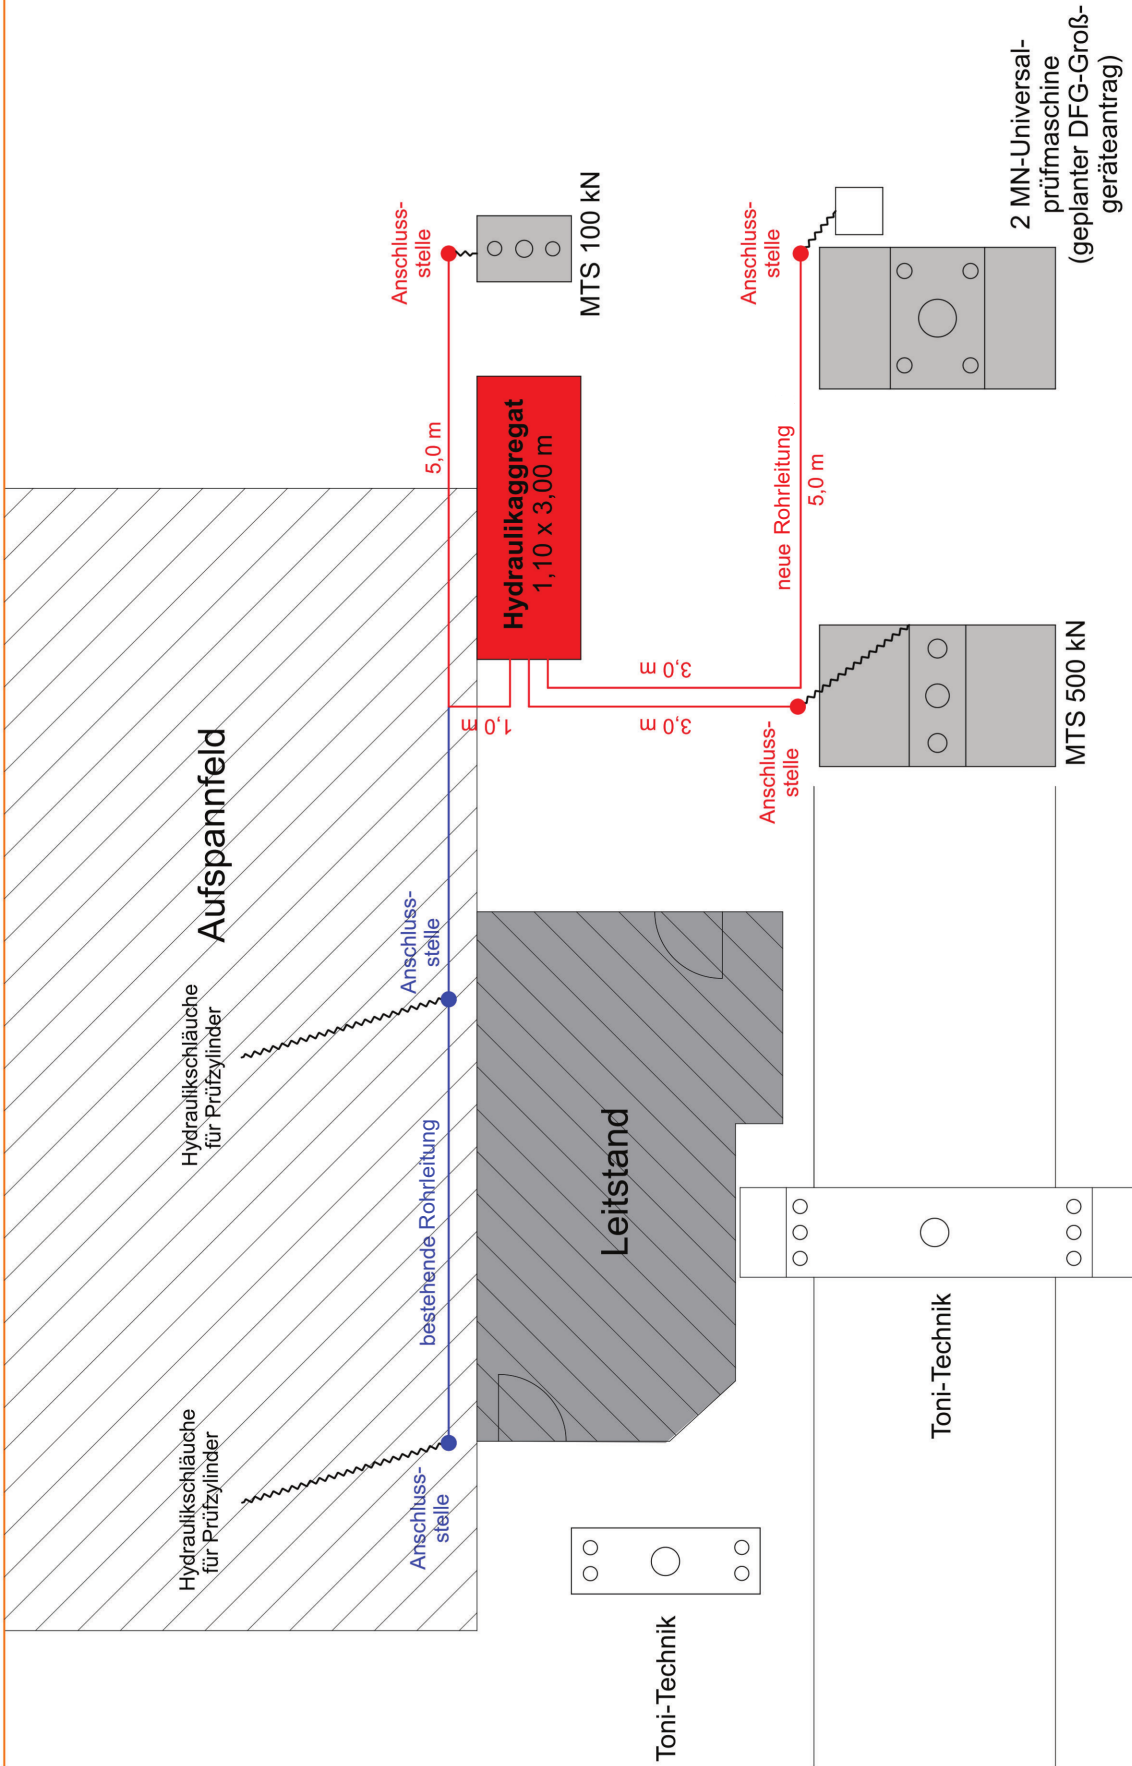 Aufspannfeld
Hydraulikschläuche
für Prüfzylinder
Hydraulikschläuche
für Prüfzylinder
Anschluss-
stelle
bestehende Rohrleitung
Anschluss-
stelle
5,0 m
Anschluss-
stelle
1,0 m
Hydraulikaggregat
1,10 x 3,00 m
MTS 100 kN
Leitstand
3,0 m
3,0 m
Toni-Technik
Anschluss-
stelle
neue Rohrleitung
5,0 m
Anschluss-
stelle
Toni-Technik
MTS 500 kN
2 MN-Universal-
prüfmaschine
(geplanter DFG-Groß-
geräteantrag)